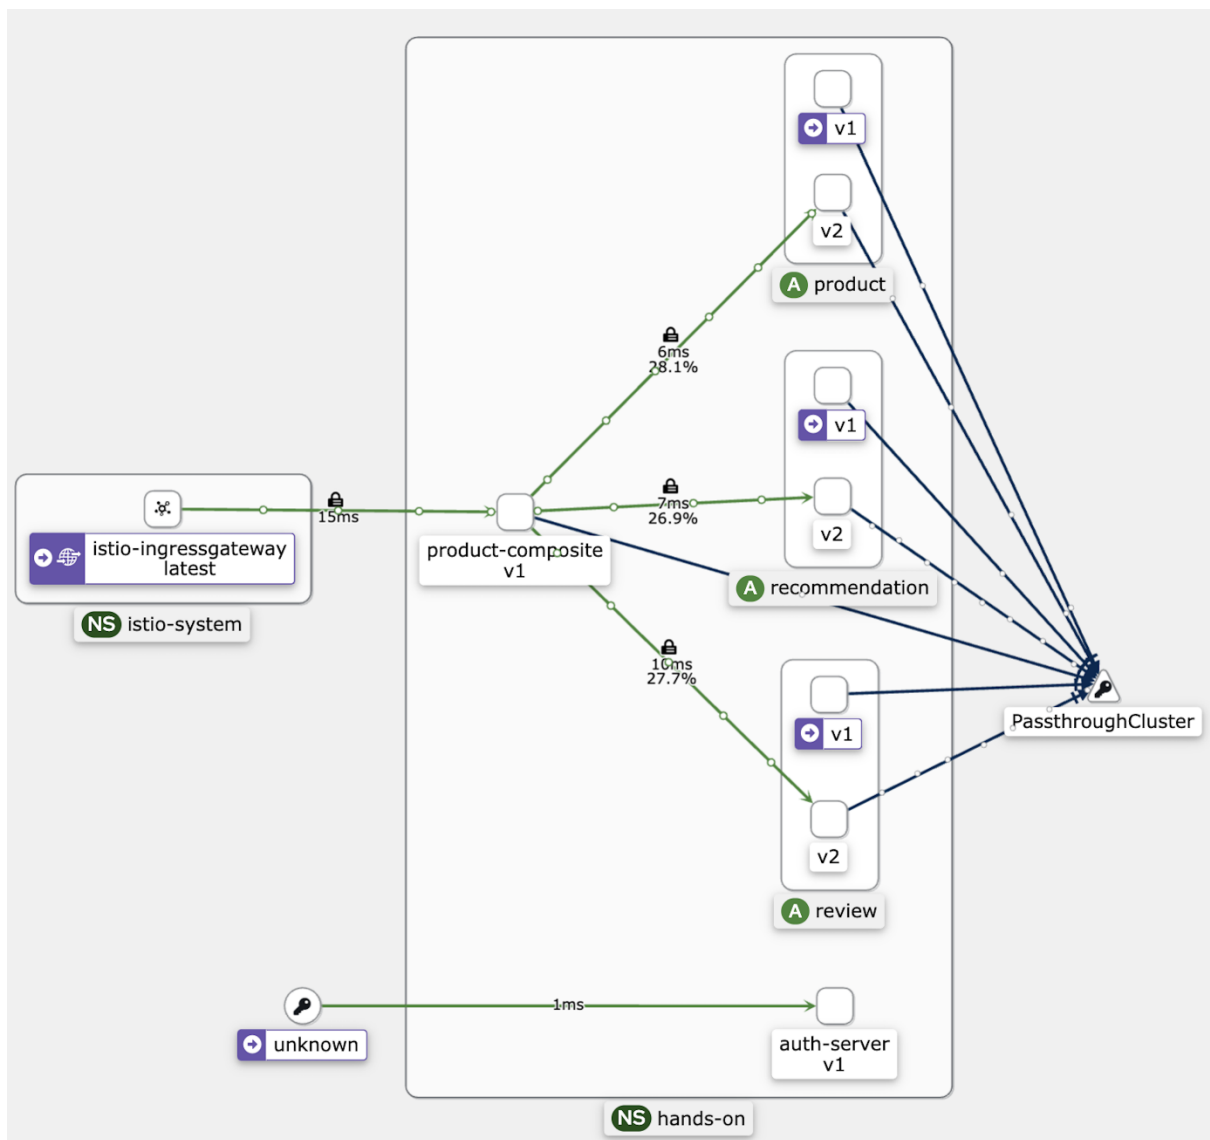 v1
v2
A product
6ms
28.1%
v1
7ms
26.9%
v2
15ms
istio-ingressgateway
latest
product-composite
v1
A recommendation
NS istio-system
10ms
27.7%
v1
PassthroughCluster
v2
A review
1ms
unknown
auth-server
v1
NS hands-on